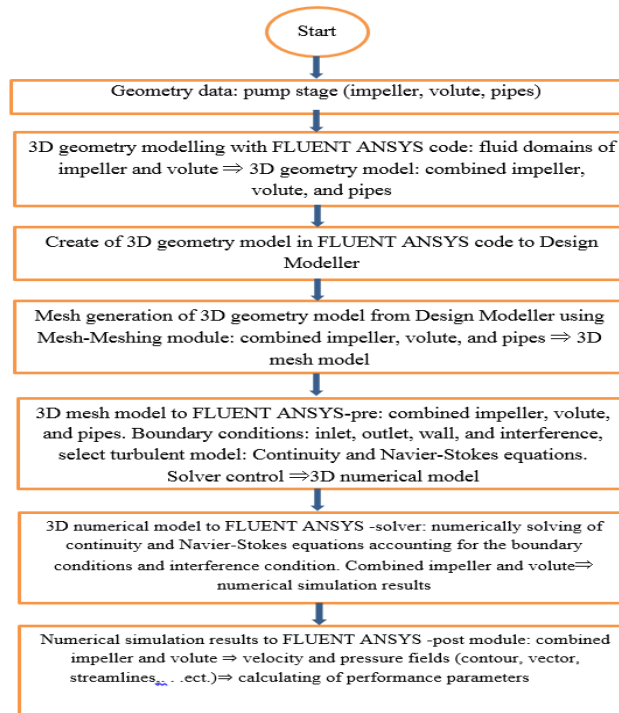 Start
Geometry data: pump stage (impeller, volute, pipes)
3D geometry modelling with FLUENT ANSYS code: fluid domains of
impeller and volute ⇒ 3D geometry model: combined impeller,
volute, and pipes
Create of 3D geometry model in FLUENT ANSYS code to Design
Modeller
Mesh generation of 3D geometry model from Design Modeller using
Mesh-Meshing module: combined impeller, volute, and pipes ⇒ 3D
mesh model
3D mesh model to FLUENT ANSYS-pre: combined impeller, volute,
and pipes. Boundary conditions: inlet, outlet, wall, and interference,
select turbulent model: Continuity and Navier-Stokes equations.
Solver control ⇒3D numerical model
3D numerical model to FLUENT ANSYS -solver: numerically solving of
continuity and Navier-Stokes equations accounting for the boundary
conditions and interference condition. Combined impeller and volute⇒
numerical simulation results
Numerical simulation results to FLUENT ANSYS -post module: combined
impeller and volute ⇒ velocity and pressure fields (contour, vector,
streamlines,. . .ect.)⇒ calculating of performance parameters